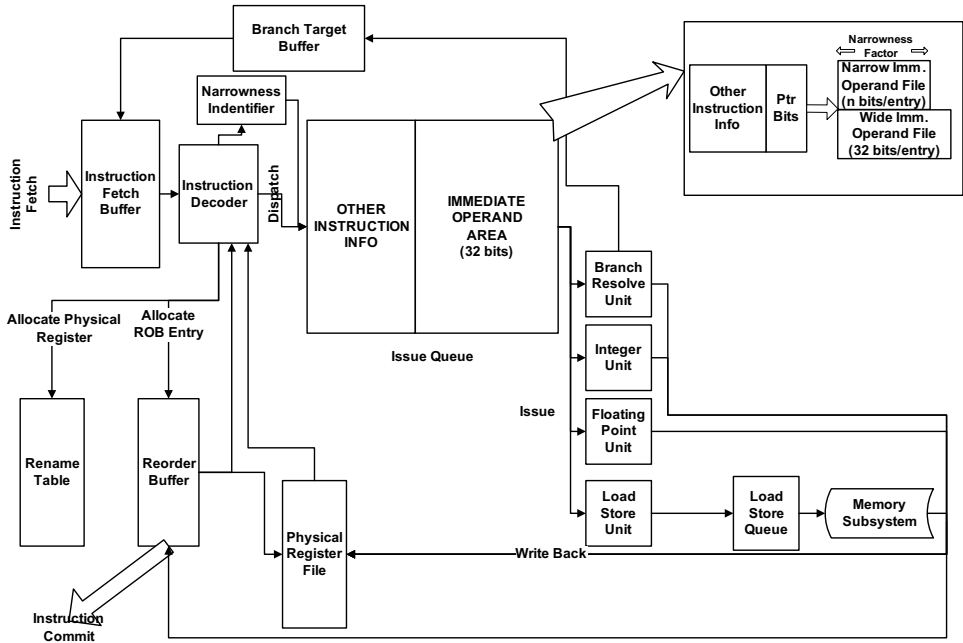 Branch Target
Buffer
Narrowness
Indentifier
Instruction
Fetch
Instruction
Fetch
Buffer
Instruction
Decoder
Dispatch
OTHER
INSTRUCTION
INFO
IMMEDIATE
OPERAND
AREA
(32 bits)
Issue Queue
Other
Instruction
Info
Ptr
Bits
Narrowness
Factor
Narrow Imm.
Operand File
(n bits/entry)
Wide Imm.
Operand File
(32 bits/entry)
Allocate Physical
Register
Allocate
ROB Entry
Rename
Table
Reorder
Buffer
Physical
Register
File
Instruction
Commit
Issue
Branch
Resolve
Unit
Integer
Unit
Floating
Point
Unit
Load
Store
Unit
Load
Store
Queue
Memory
Subsystem
Write Back